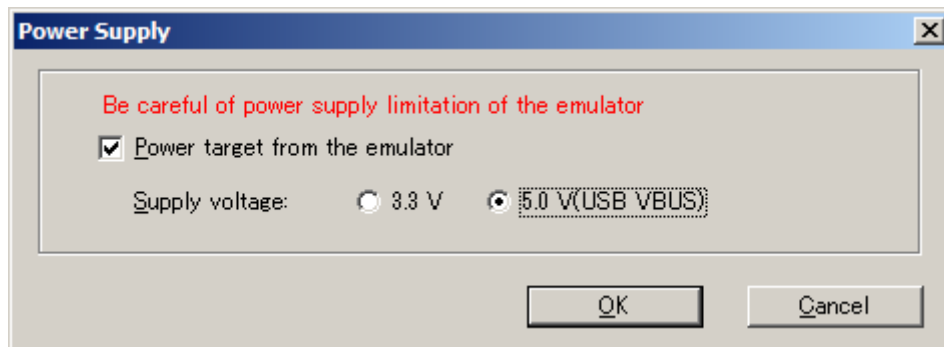 Power Supply
Be careful of power supply limitation of the emulator
Power target from the emulator
Supply voltage: 3.3 V 5.0 V(USB VBUS)
OK Cancel